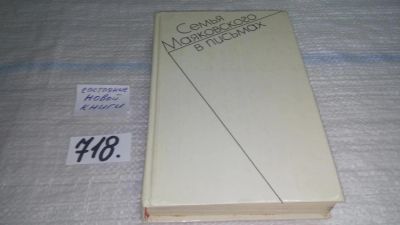 Семья
Маяковского
в письмах
состояние
новой
книги
718.